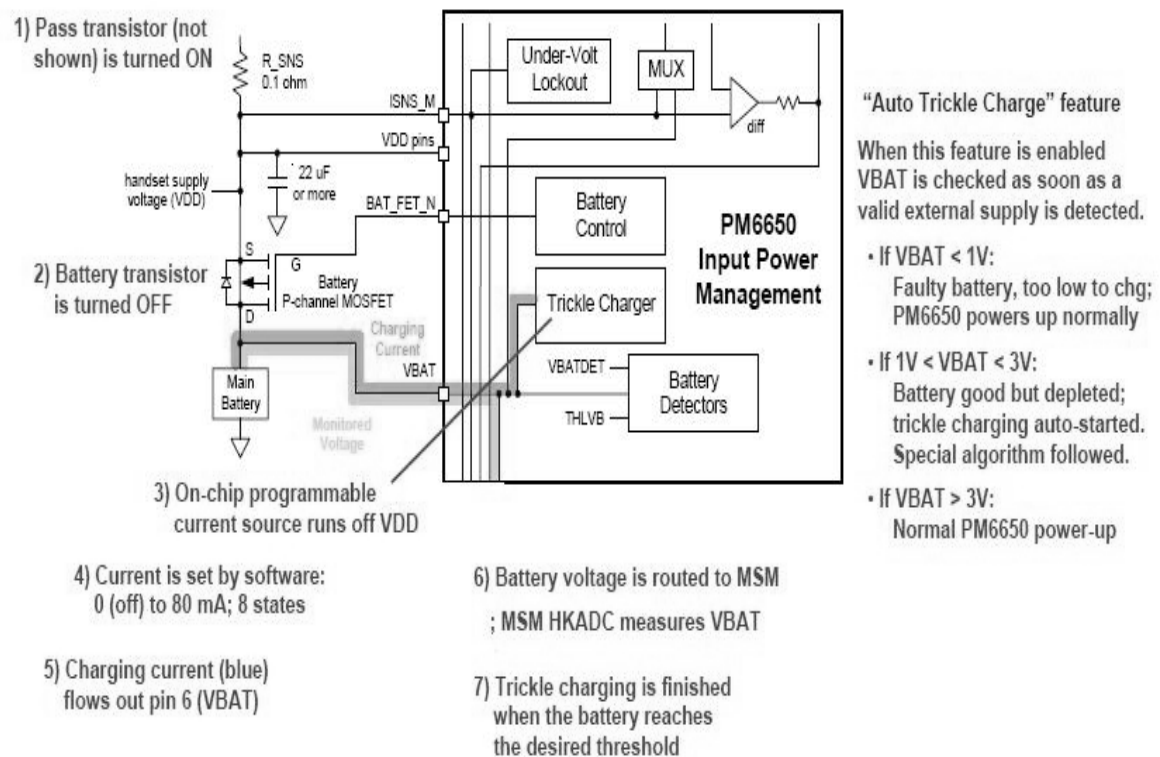 1) Pass transistor (not
shown) is turned ON
R_SNS
0.1 ohm
ISNS_M
VDD pins
handset supply
voltage (VDD)
22 uF
or more
BAT_FET_N
S
G
D
Battery
P-channel MOSFET
2) Battery transistor
is turned OFF
Charging
Current
VBAT
Main
Battery
Monitored
Voltage
Under-Volt
Lockout
MUX
diff
Battery
Control
PM6650
Input Power
Management
Trickle Charger
VBATDET
THLVB
Battery
Detectors
3) On-chip programmable
current source runs off VDD
4) Current is set by software:
0 (off) to 80 mA; 8 states
5) Charging current (blue)
flows out pin 6 (VBAT)
6) Battery voltage is routed to MSM
; MSM HKADC measures VBAT
7) Trickle charging is finished
when the battery reaches
the desired threshold
“Auto Trickle Charge” feature
When this feature is enabled
VBAT is checked as soon as a
valid external supply is detected.
• If VBAT < 1V:
Faulty battery, too low to chg;
PM6650 powers up normally
• If 1V < VBAT < 3V:
Battery good but depleted;
trickle charging auto-started.
Special algorithm followed.
• If VBAT > 3V:
Normal PM6650 power-up